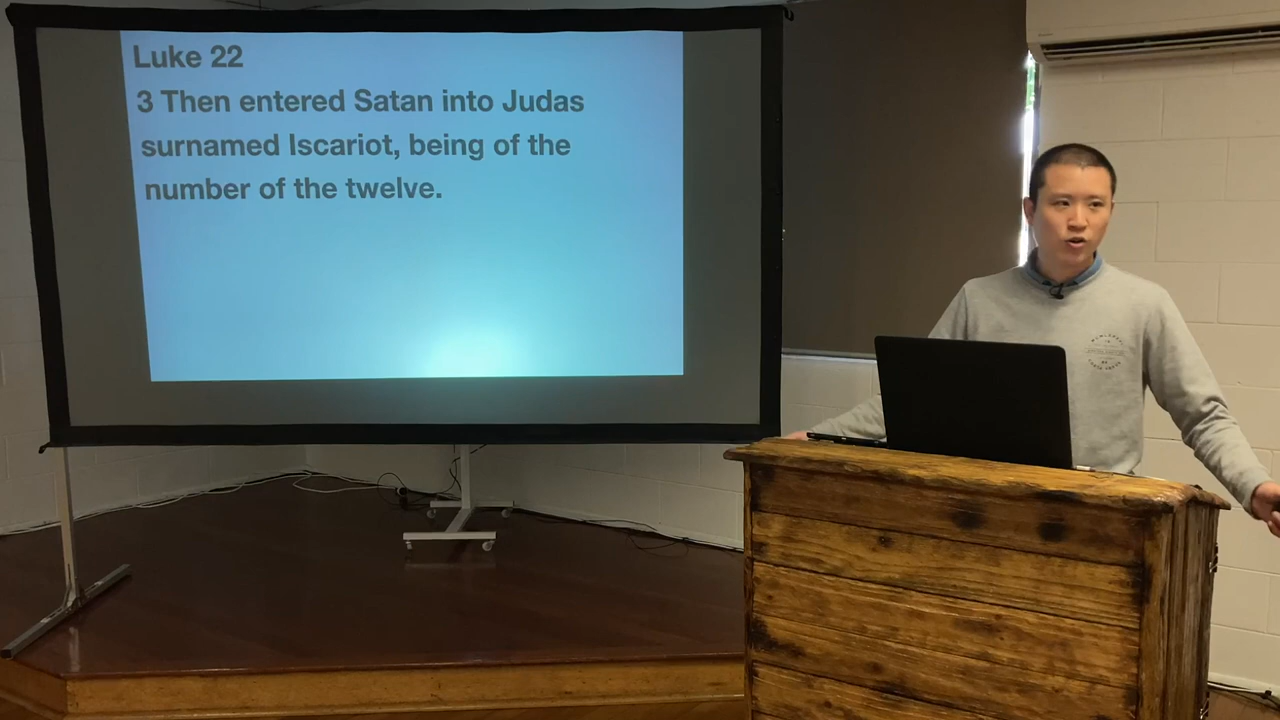 Luke 22
3 Then entered Satan into Judas
surnamed Iscariot, being of the
number of the twelve.